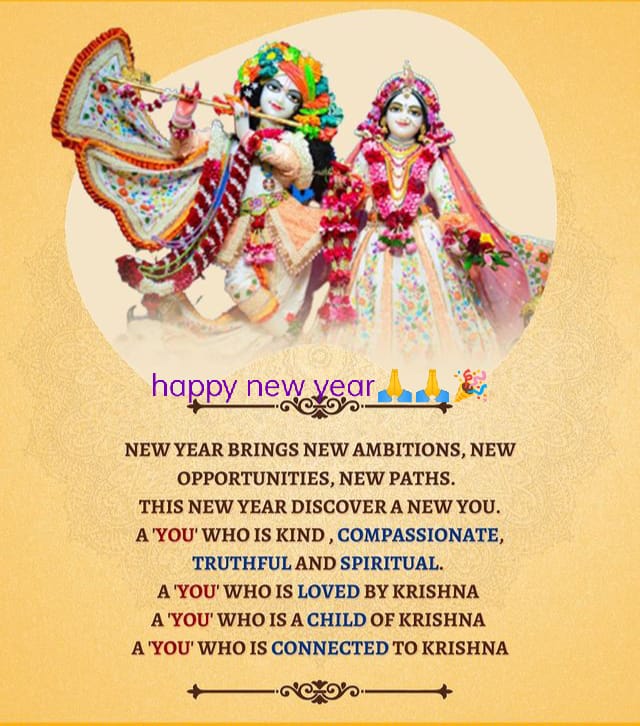 happy new year🙏🙏🎉
NEW YEAR BRINGS NEW AMBITIONS, NEW
OPPORTUNITIES, NEW PATHS.
THIS NEW YEAR DISCOVER A NEW YOU.
A 'YOU' WHO IS KIND , COMPASSIONATE,
TRUTHFUL AND SPIRITUAL.
A 'YOU' WHO IS LOVED BY KRISHNA
A 'YOU' WHO IS A CHILD OF KRISHNA
A 'YOU' WHO IS CONNECTED TO KRISHNA